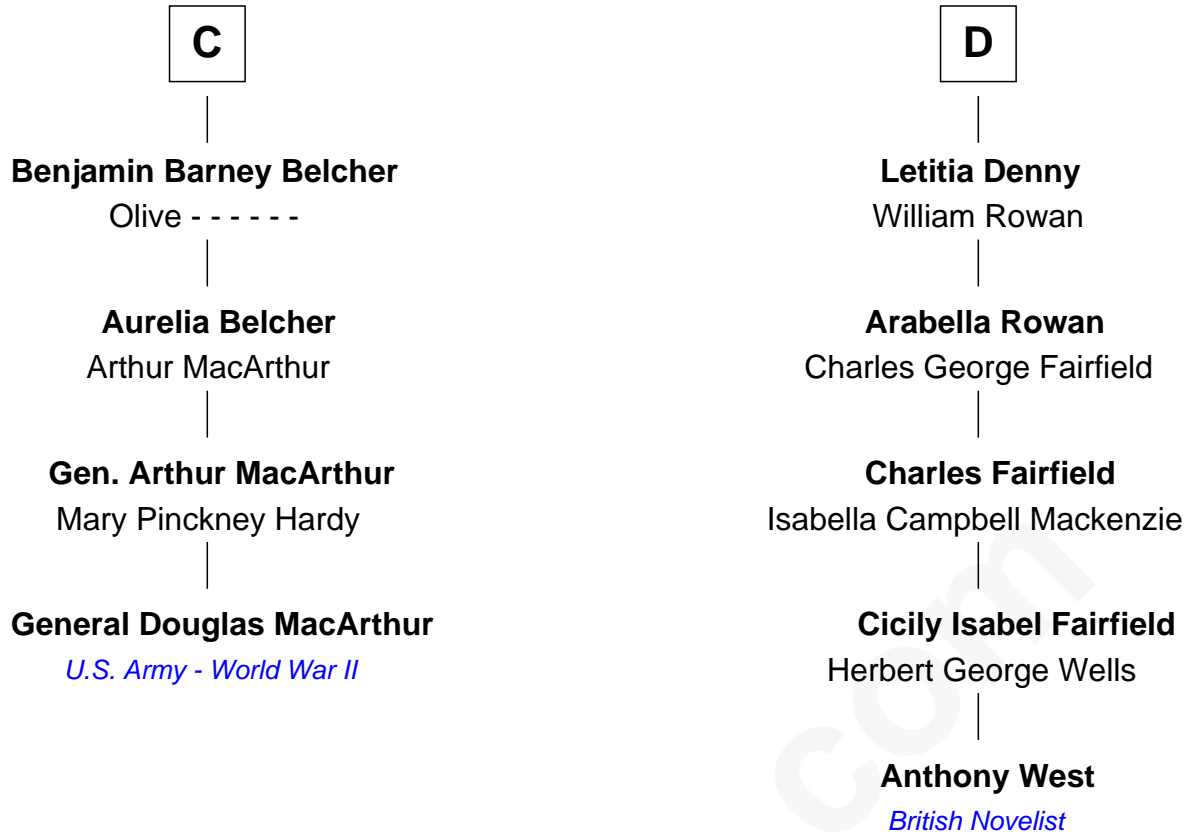 C
Benjamin Barney Belcher
Olive - - - - - -
Aurelia Belcher
Arthur MacArthur
Gen. Arthur MacArthur
Mary Pinckney Hardy
General Douglas MacArthur
U.S. Army - World War II
D
Letitia Denny
William Rowan
Arabella Rowan
Charles George Fairfield
Charles Fairfield
Isabella Campbell Mackenzie
Cicily Isabel Fairfield
Herbert George Wells
Anthony West
British Novelist
com